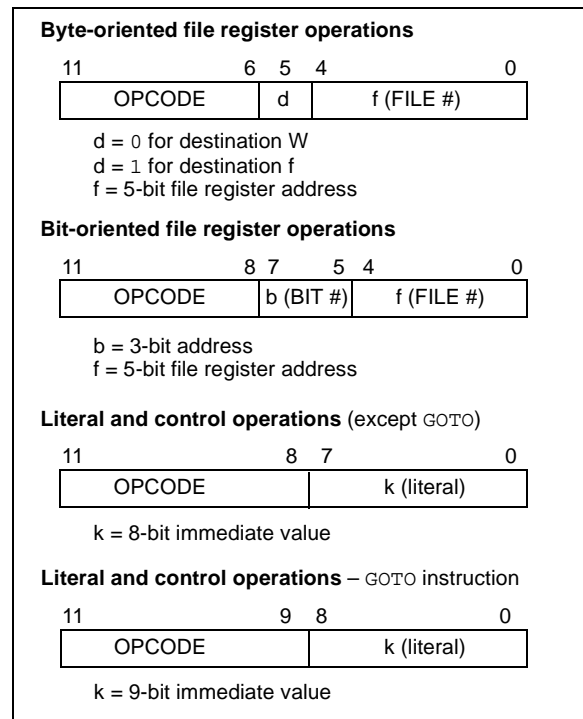 Byte-oriented file register operations
11 6 5 4 0
OPCODE d f (FILE #)
d = 0 for destination W
d = 1 for destination f
f = 5-bit file register address
Bit-oriented file register operations
11 8 7 5 4 0
OPCODE b (BIT #) f (FILE #)
b = 3-bit address
f = 5-bit file register address
Literal and control operations (except GOTO)
11 8 7 0
OPCODE k (literal)
k = 8-bit immediate value
Literal and control operations – GOTO instruction
11 9 8 0
OPCODE k (literal)
k = 9-bit immediate value